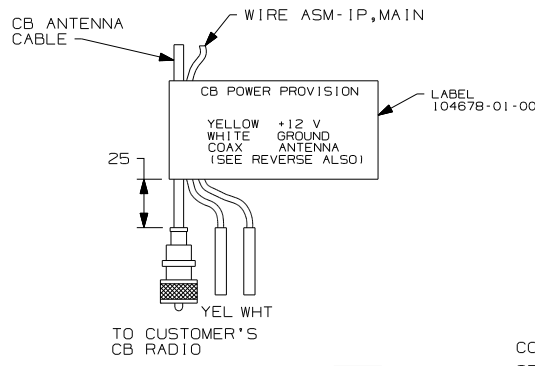 CB ANTENNA
CABLE
WIRE ASM-IP,MAIN
CB POWER PROVISION
YELLOW +12 V
WHITE GROUND
COAX ANTENNA
(SEE REVERSE ALSO)
LABEL
104678-01-00
25
YEL WHT
TO CUSTOMER'S
CB RADIO